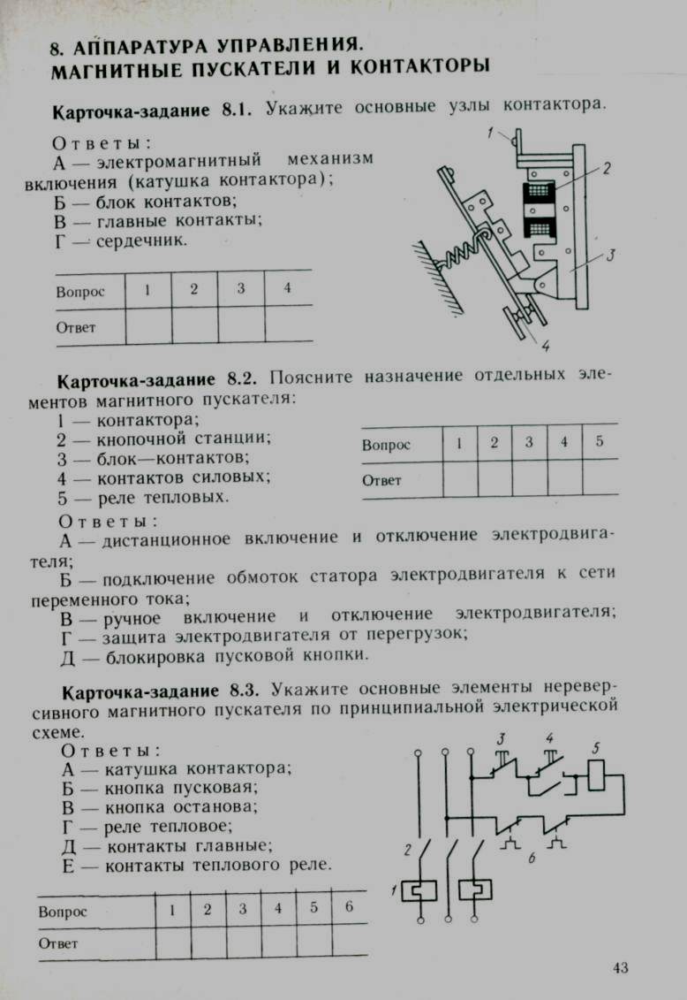 8. АППАРАТУРА УПРАВЛЕНИЯ.
МАГНИТНЫЕ ПУСКАТЕЛИ И КОНТАКТОРЫ
Карточка-задание 8.1. Укажите основные узлы контактора.
Ответы:
А — электромагнитный механизм
включения (катушка контактора);
Б — блок контактов;
В — главные контакты;
Г — сердечник.
1
2
3
4
Вопрос 1 2 3 4
Ответ
Карточка-задание 8.2. Поясните назначение отдельных эле-
ментов магнитного пускателя:
1 — контактора;
2 — кнопочной станции;
3 — блок—контактов;
4 — контактов силовых;
5 — реле тепловых.
Вопрос 1 2 3 4 5
Ответ
Ответы:
А — дистанционное включение и отключение электродвига-
теля;
Б — подключение обмоток статора электродвигателя к сети
переменного тока;
В — ручное включение и отключение электродвигателя;
Г — защита электродвигателя от перегрузок;
Д — блокировка пусковой кнопки.
Карточка-задание 8.3. Укажите основные элементы неревер-
сивного магнитного пускателя по принципиальной электрической
схеме.
Ответы:
А — катушка контактора;
Б — кнопка пусковая;
В — кнопка останова;
Г — реле тепловое;
Д — контакты главные;
Е — контакты теплового реле.
3 4 5
2
6
1
Вопрос 1 2 3 4 5 6
Ответ
43